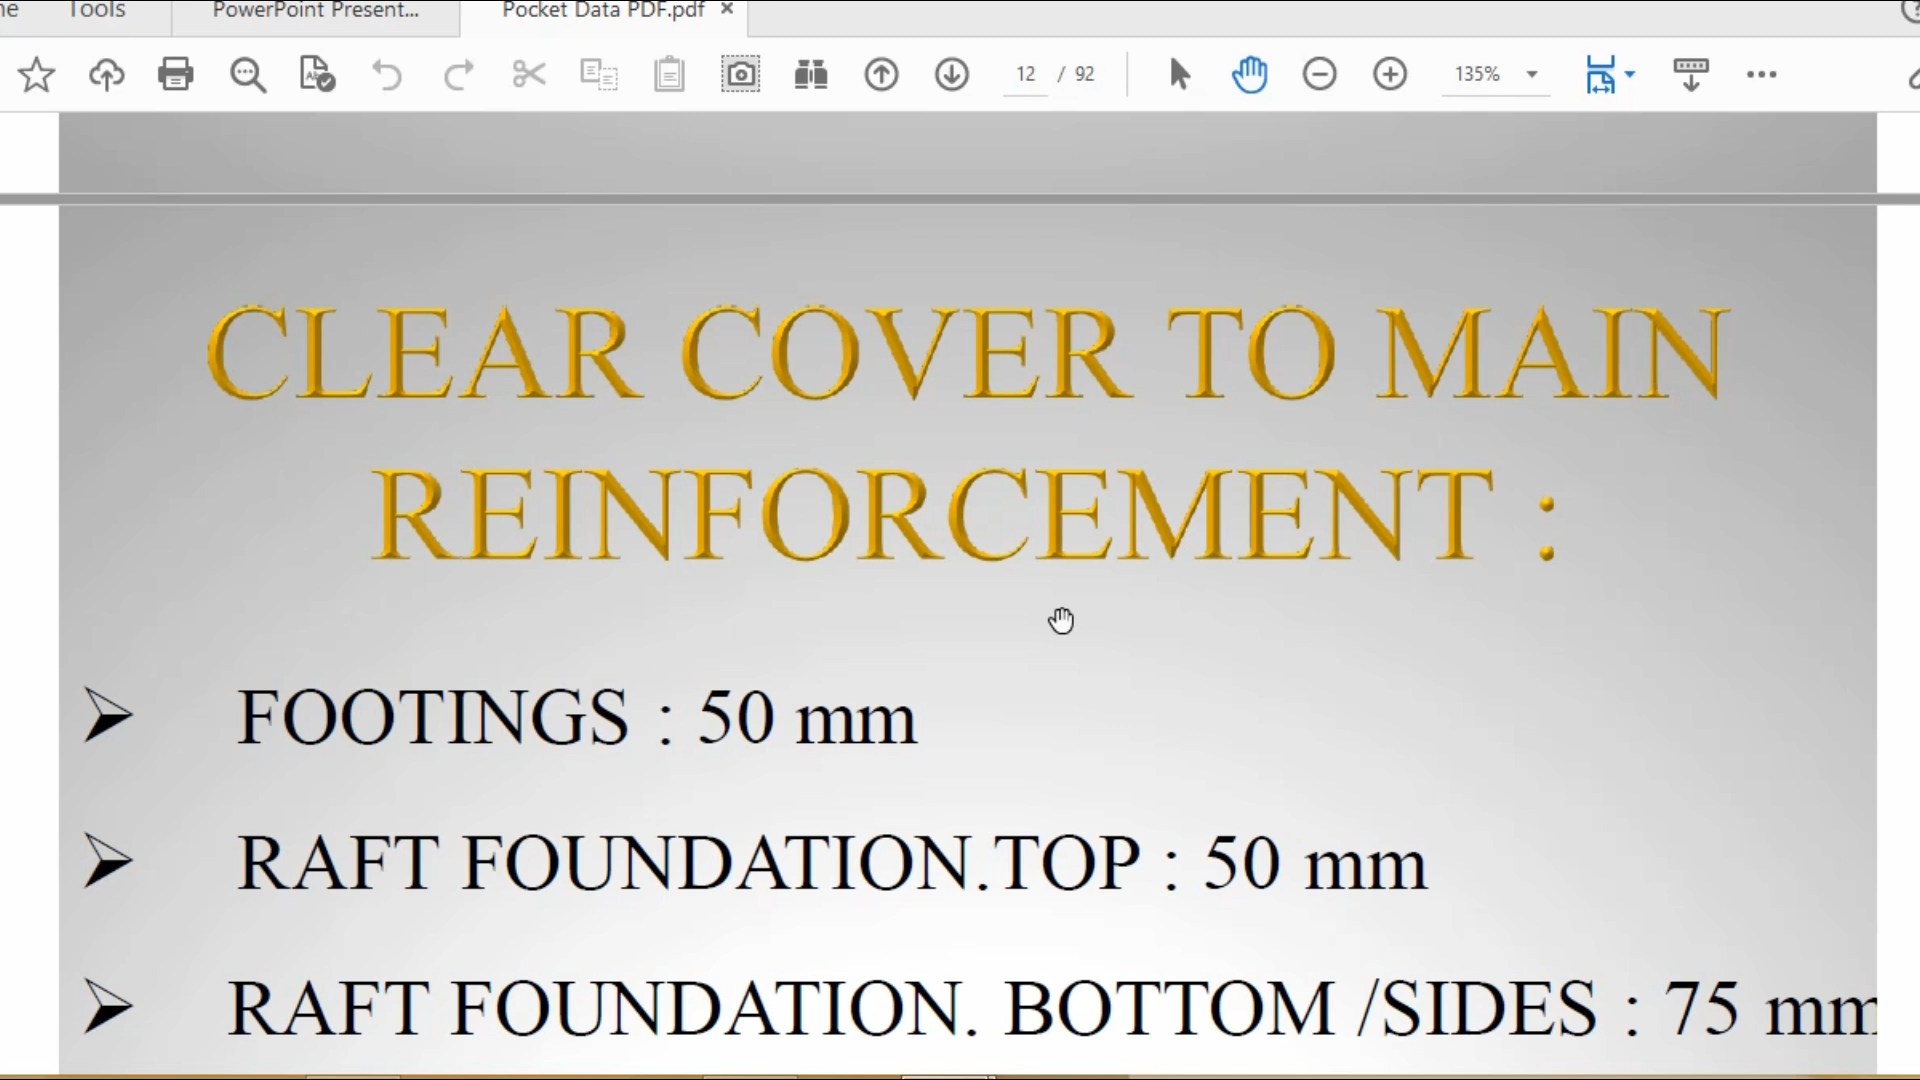 ne Tools PowerPoint Present... Pocket Data PDF.pdf ×
12 / 92 135%
CLEAR COVER TO MAIN
REINFORCEMENT :
➢ FOOTINGS : 50 mm
➢ RAFT FOUNDATION.TOP : 50 mm
➢ RAFT FOUNDATION. BOTTOM /SIDES : 75 mm